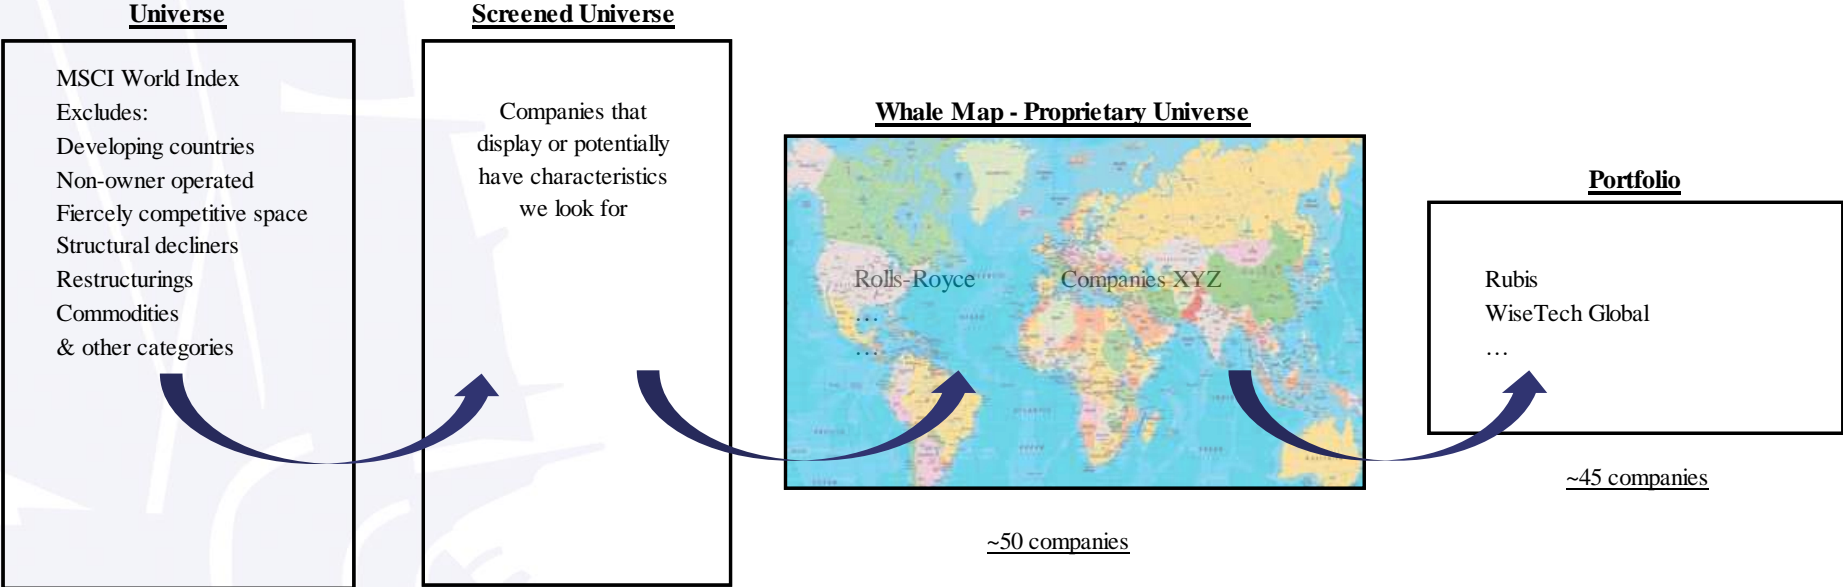 Universe
MSCI World Index
Excludes:
Developing countries
Non-owner operated
Fiercely competitive space
Structural decliners
Restructurings
Commodities
& other categories
Screened Universe
Companies that
display or potentially
have characteristics
we look for
Whale Map - Proprietary Universe
Rolls-Royce
Companies XYZ
…
…
~50 companies
Portfolio
Rubis
WiseTech Global
…
~45 companies